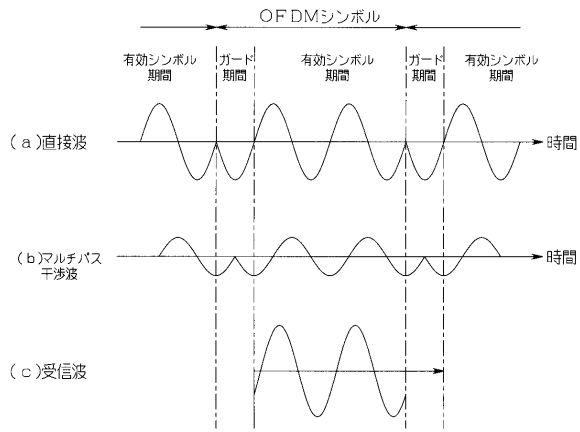 OFDMシンボル
有効シンボル
期間
ガード
期間
有効シンボル
期間
ガード
期間
有効シンボル
期間
(a)直接波
時間
(b)マルチパス
干渉波
時間
(c)受信波